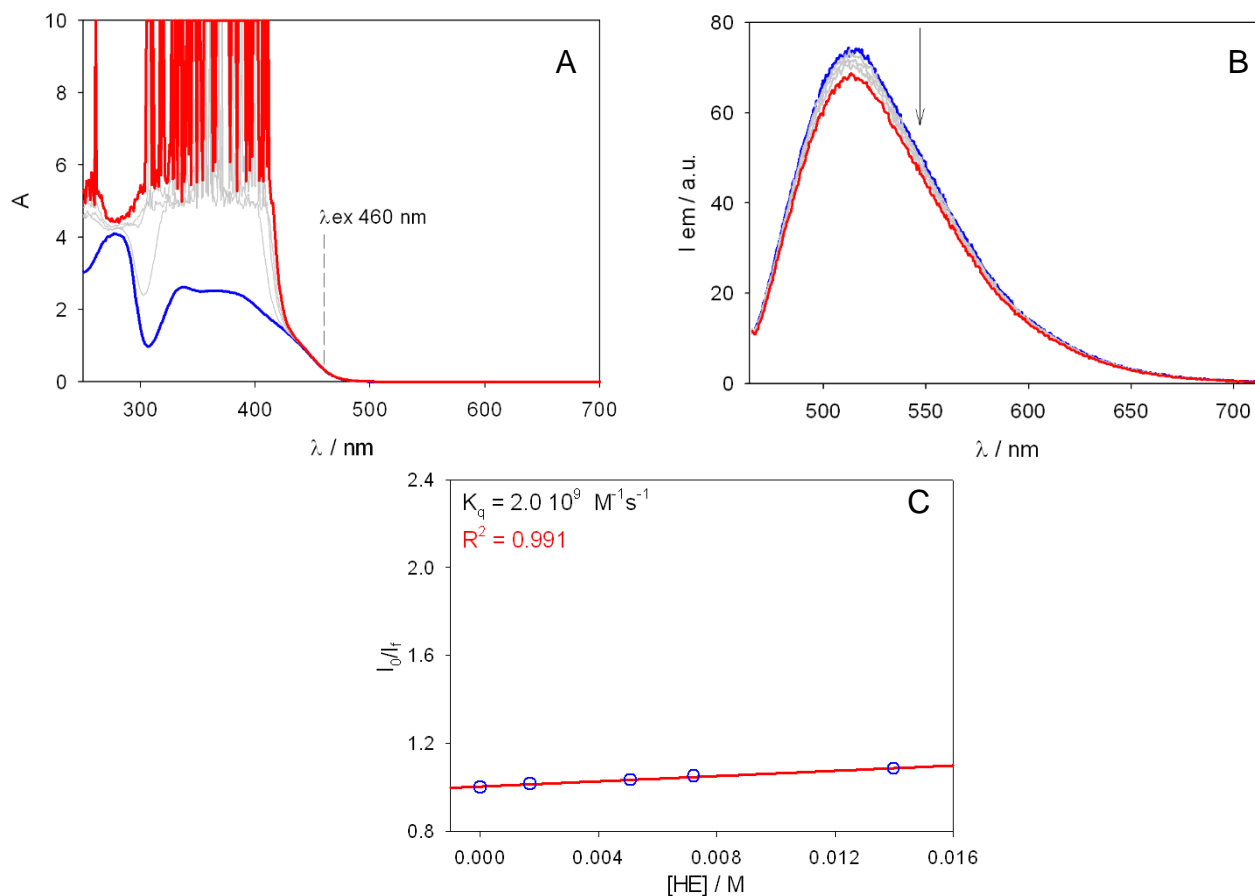 A
10
8
6
4
2
0
A
λex 460 nm
300 400 500 600 700
λ / nm
B
80
60
40
20
0
I em / a.u.
500 550 600 650 700
λ / nm
C
K_q = 2.0 10^9 M^-1s^-1
R^2 = 0.991
2.4
2.0
1.6
1.2
0.8
I_0/I_f
0.000 0.004 0.008 0.012 0.016
[HE] / M